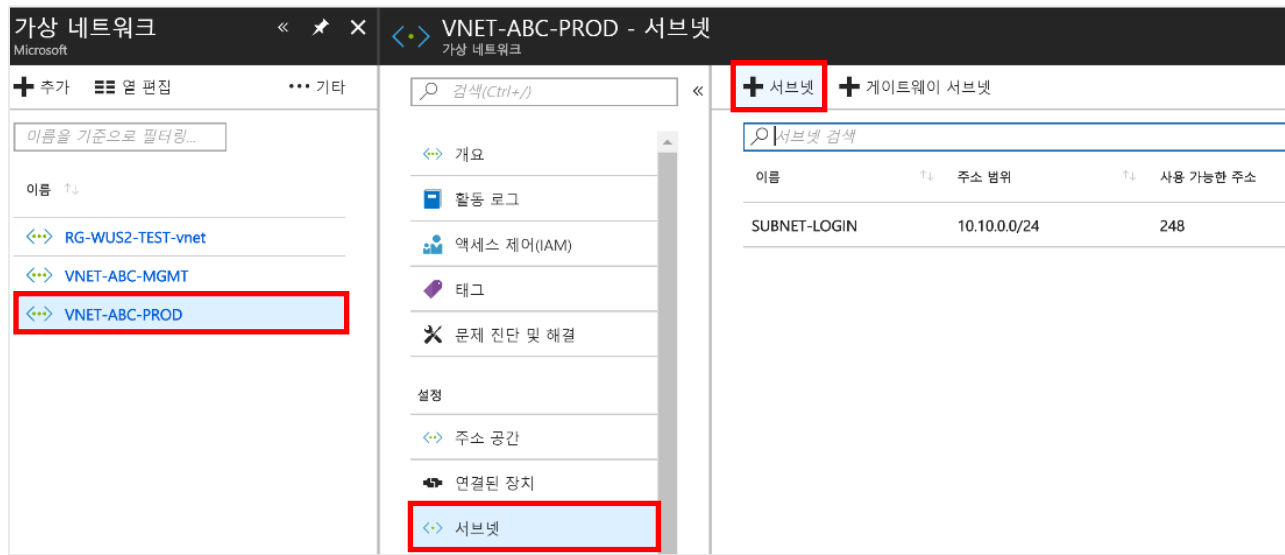 가상 네트워크
Microsoft
추가 열 편집 ••• 기타
이름을 기준으로 필터링...
이름 ↑↓
RG-WUS2-TEST-vnet
VNET-ABC-MGMT
VNET-ABC-PROD
VNET-ABC-PROD - 서브넷
가상 네트워크
검색(Ctrl+/)
개요
활동 로그
액세스 제어(IAM)
태그
문제 진단 및 해결
설정
주소 공간
연결된 장치
서브넷
서브넷 게이트웨이 서브넷
서브넷 검색
이름 ↑↓ 주소 범위 ↑↓ 사용 가능한 주소
SUBNET-LOGIN 10.10.0.0/24 248